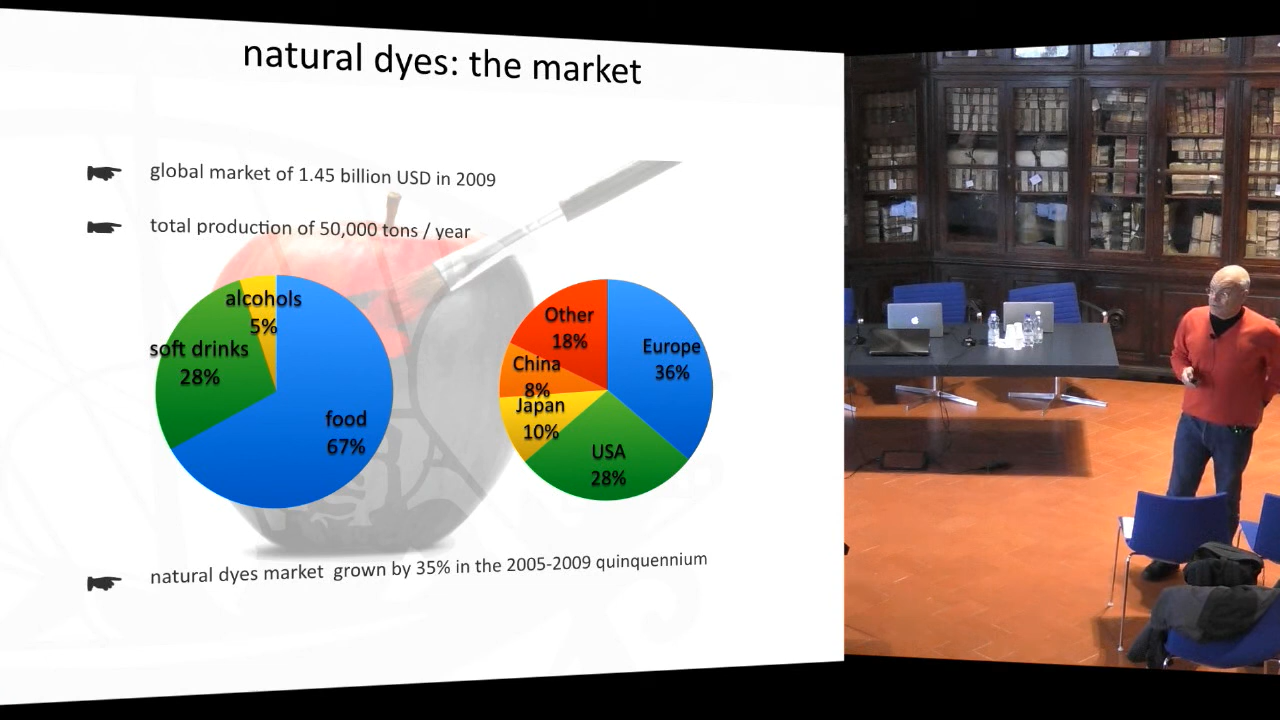 natural dyes: the market
global market of 1.45 billion USD in 2009
total production of 50,000 tons / year
alcohols
5%
soft drinks
28%
food
67%
Other
18%
China
8%
Japan
10%
Europe
36%
USA
28%
natural dyes market grown by 35% in the 2005-2009 quinquennium